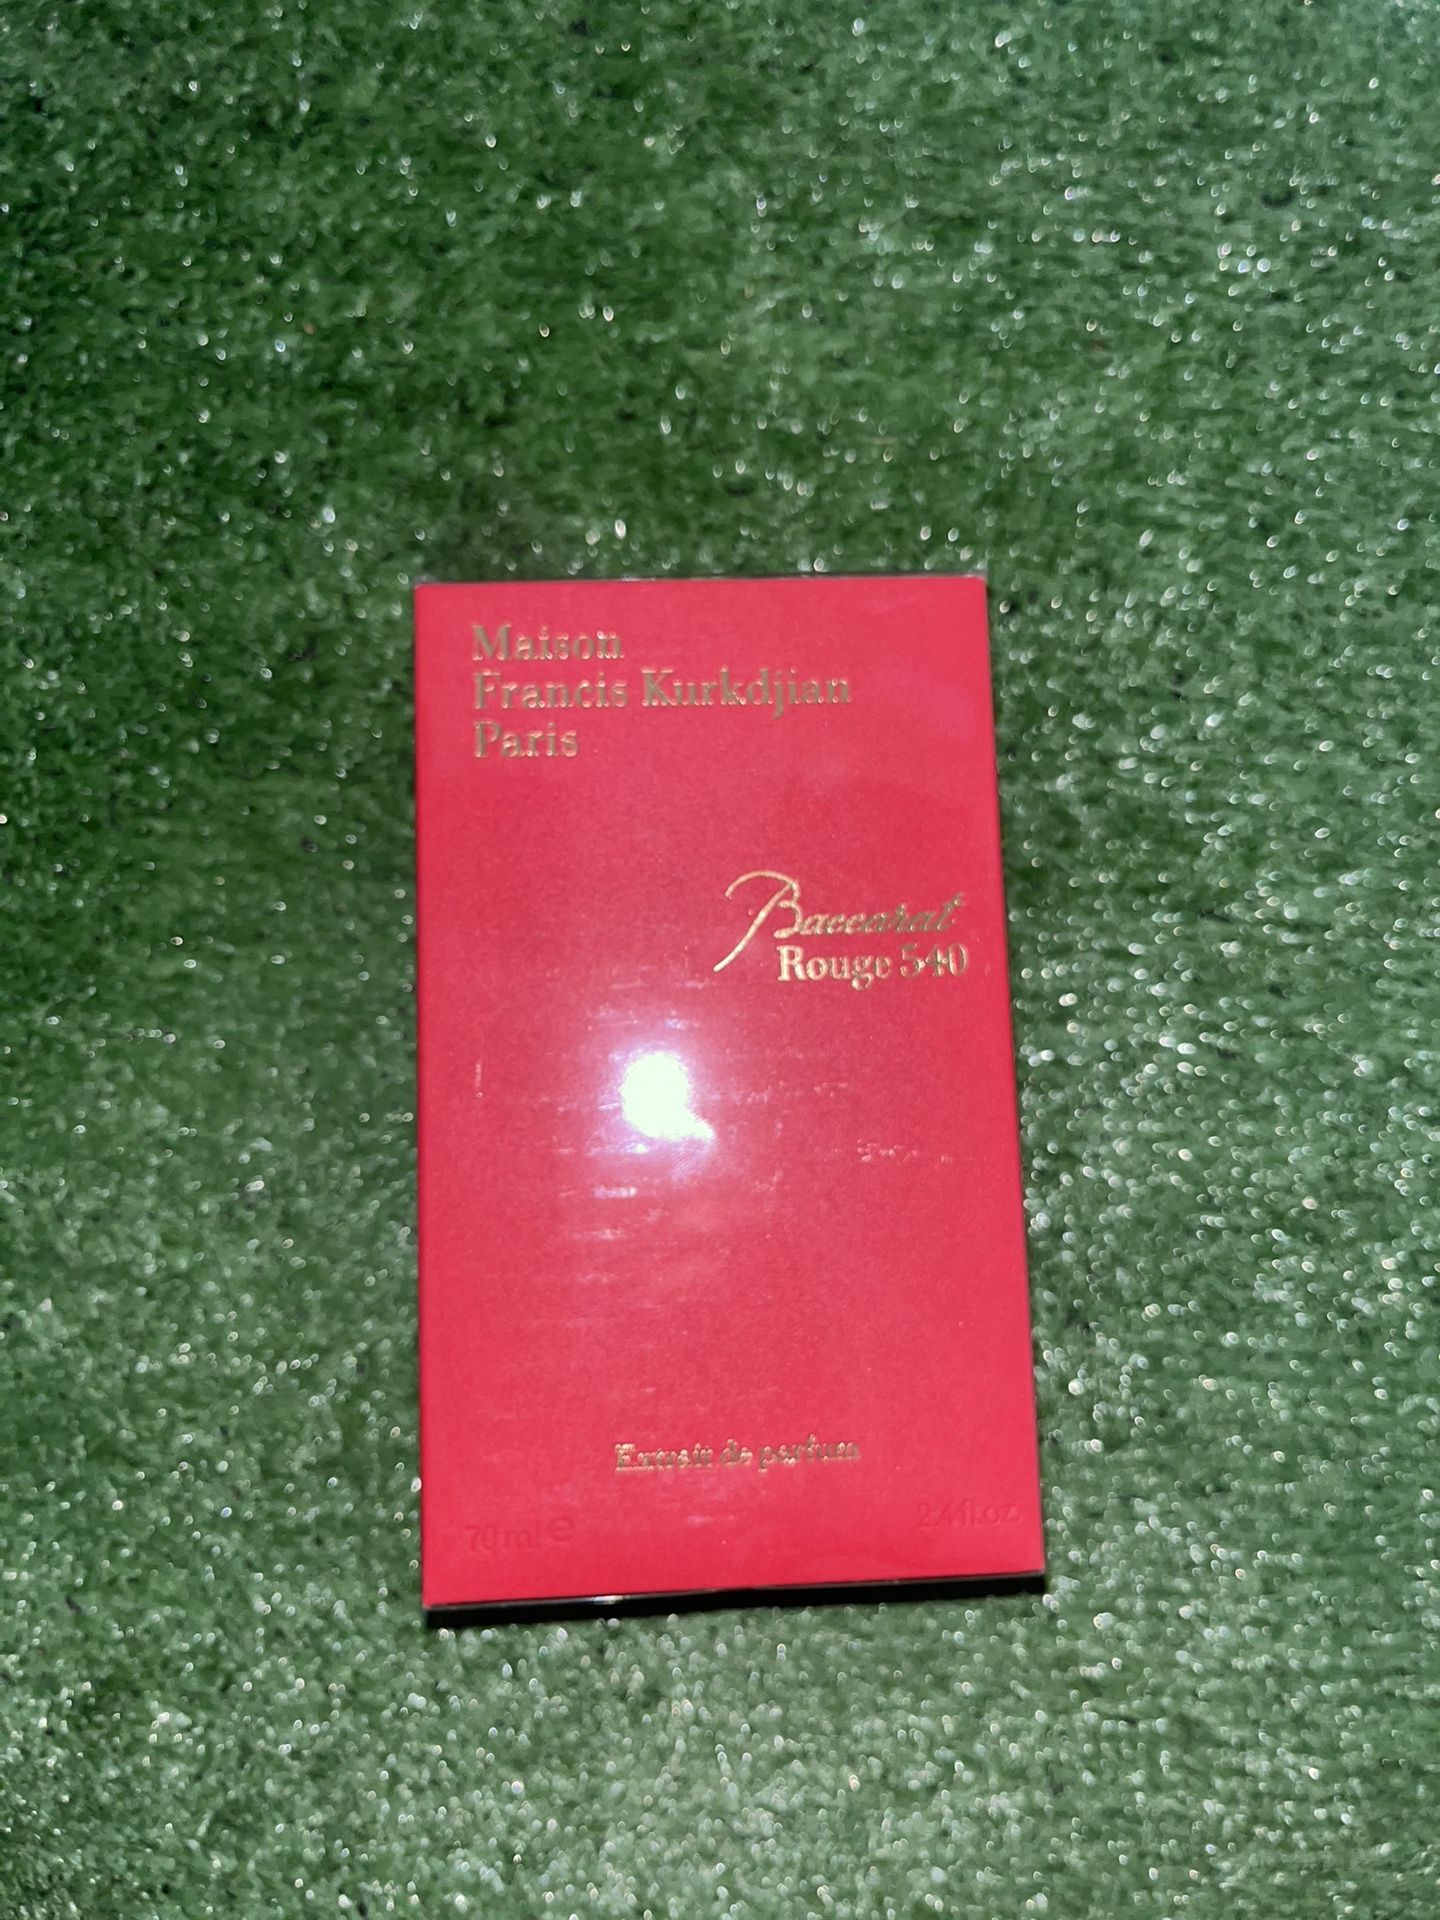 Maison
Francis Kurkdjian
Paris
Baccarat
Rouge 540
Extrait de parfum
70 ml ℮
2.4 fl.oz.